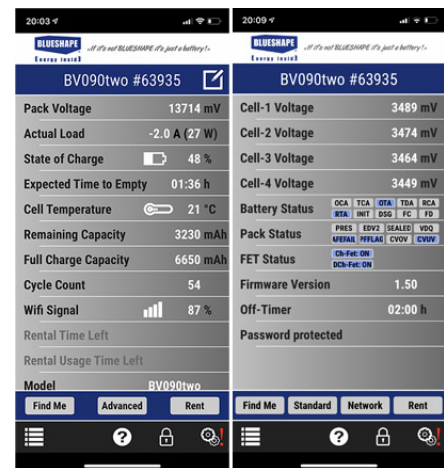 20:03
BLUESHAPE
Energy inside
..if it's not BLUESHAPE it's just a battery!..
BV090two #63935
Pack Voltage 13714 mV
Actual Load -2.0 A (27 W)
State of Charge 48 %
Expected Time to Empty 01:36 h
Cell Temperature 21 °C
Remaining Capacity 3230 mAh
Full Charge Capacity 6650 mAh
Cycle Count 54
Wifi Signal 87 %
Rental Time Left
Rental Usage Time Left
Model BV090two
Find Me Advanced Rent
20:09
BLUESHAPE
Energy inside
..if it's not BLUESHAPE it's just a battery!..
BV090two #63935
Cell-1 Voltage 3489 mV
Cell-2 Voltage 3474 mV
Cell-3 Voltage 3464 mV
Cell-4 Voltage 3449 mV
Battery Status OCA TCA OTA TDA RCA
RTA INIT DSG FC FD
Pack Status PRES EDV2 SEALED VDQ
AFEFAIL PFFLAG CVOV CVUV
FET Status Ch-Fet: ON
DCh-Fet: ON
Firmware Version 1.50
Off-Timer 02:00 h
Password protected
Find Me Standard Network Rent